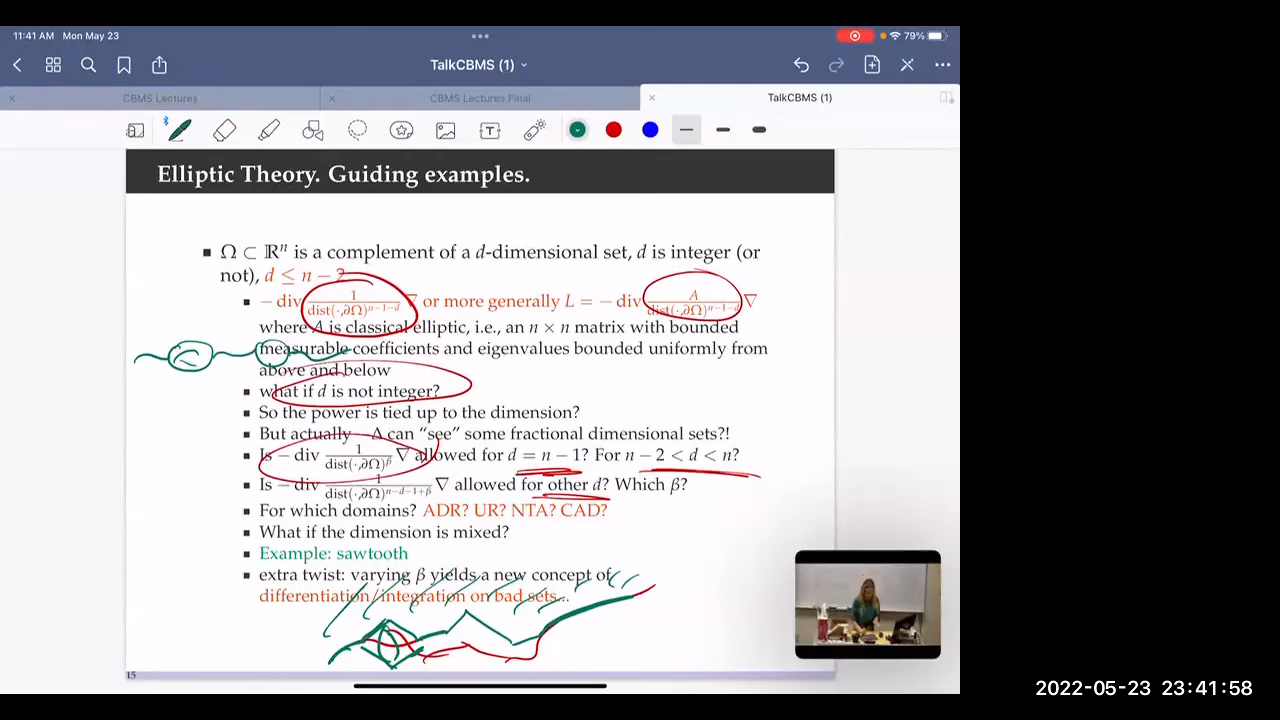 11:41 AM Mon May 23
79%
TalkCBMS (1)
CBMS Lectures
CBMS Lectures Final
TalkCBMS (1)
Elliptic Theory. Guiding examples.
■ Ω ⊂ ℝⁿ is a complement of a d-dimensional set, d is integer (or
not), d ≤ n − 2
■ − div 1/dist(·,∂Ω)^{n−1−d} ∇ or more generally L = − div A/dist(·,∂Ω)^{n−1−d} ∇
where A is classical elliptic, i.e., an n × n matrix with bounded
measurable coefficients and eigenvalues bounded uniformly from
above and below
■ what if d is not integer?
■ So the power is tied up to the dimension?
■ But actually −Δ can “see” some fractional dimensional sets?!
■ Is − div 1/dist(·,∂Ω)^β ∇ allowed for d = n − 1? For n − 2 < d < n?
■ Is − div 1/dist(·,∂Ω)^{n−d−1+β} ∇ allowed for other d? Which β?
■ For which domains? ADR? UR? NTA? CAD?
■ What if the dimension is mixed?
■ Example: sawtooth
■ extra twist: varying β yields a new concept of
differentiation/integration on bad sets...
15
2022-05-23 23:41:58